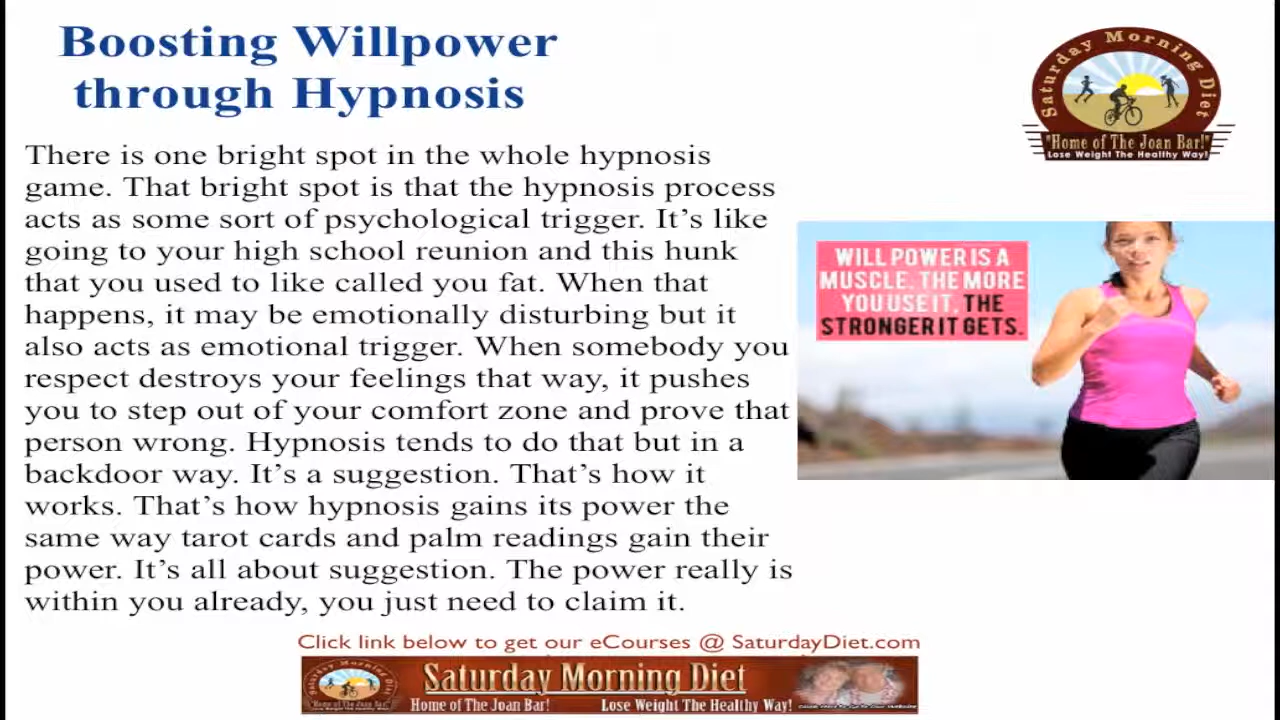 Boosting Willpower
through Hypnosis
There is one bright spot in the whole hypnosis
game. That bright spot is that the hypnosis process
acts as some sort of psychological trigger. It’s like
going to your high school reunion and this hunk
that you used to like called you fat. When that
happens, it may be emotionally disturbing but it
also acts as emotional trigger. When somebody you
respect destroys your feelings that way, it pushes
you to step out of your comfort zone and prove that
person wrong. Hypnosis tends to do that but in a
backdoor way. It’s a suggestion. That’s how it
works. That’s how hypnosis gains its power the
same way tarot cards and palm readings gain their
power. It’s all about suggestion. The power really is
within you already, you just need to claim it.
Saturday Morning Diet
"Home of The Joan Bar!"
Lose Weight The Healthy Way!
WILL POWER IS A
MUSCLE. THE MORE
YOU USE IT, THE
STRONGER IT GETS.
Click link below to get our eCourses @ SaturdayDiet.com
Saturday Morning Diet
Home of The Joan Bar! Lose Weight The Healthy Way!